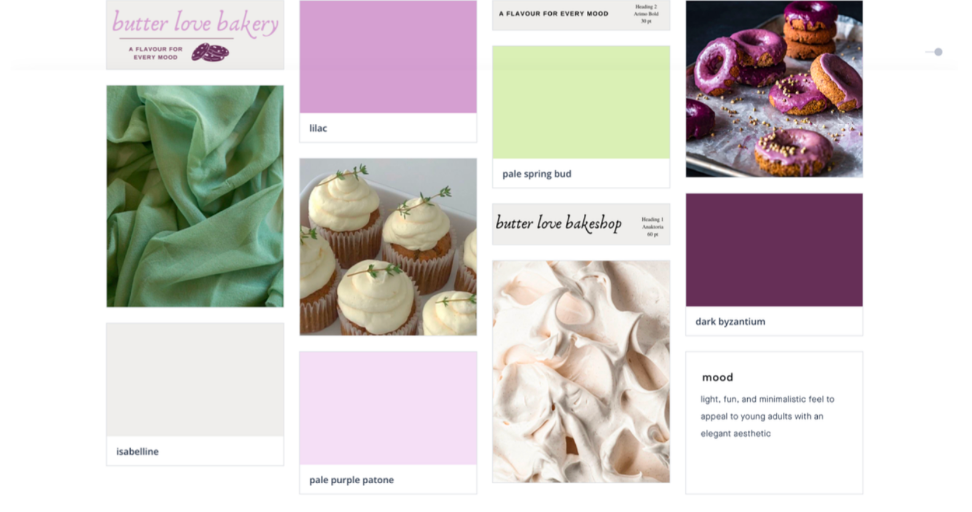 butter love bakery
A FLAVOUR FOR
EVERY MOOD
isabelline
lilac
pale purple patone
A FLAVOUR FOR EVERY MOOD
Heading 2
Arimo Bold
30 pt
pale spring bud
butter love bakeshop
Heading 1
Amakістa
60 pt
dark byzantium
mood
light, fun, and minimalistic feel to
appeal to young adults with an
elegant aesthetic